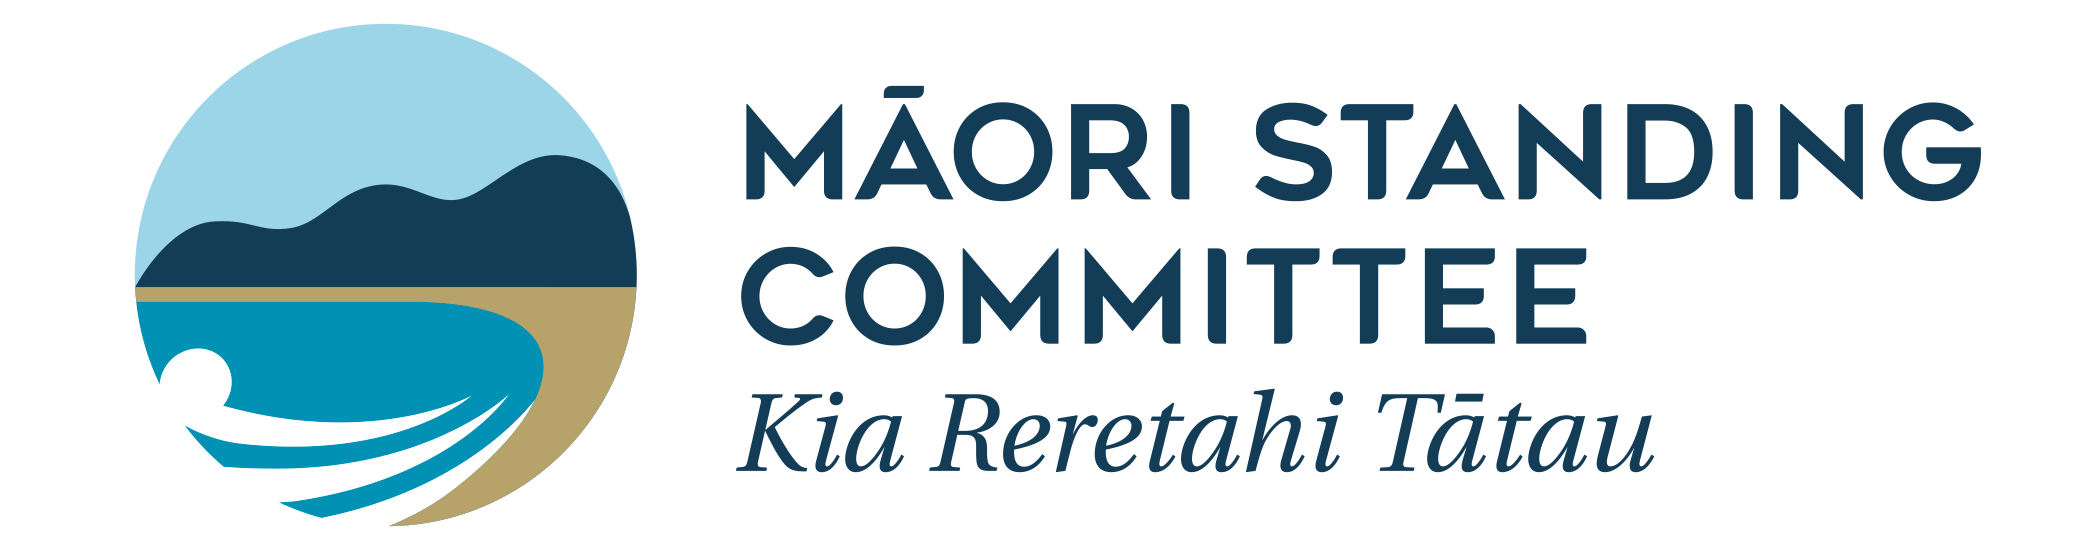 MĀORI STANDING
COMMITTEE
Kia Reretahi Tātau